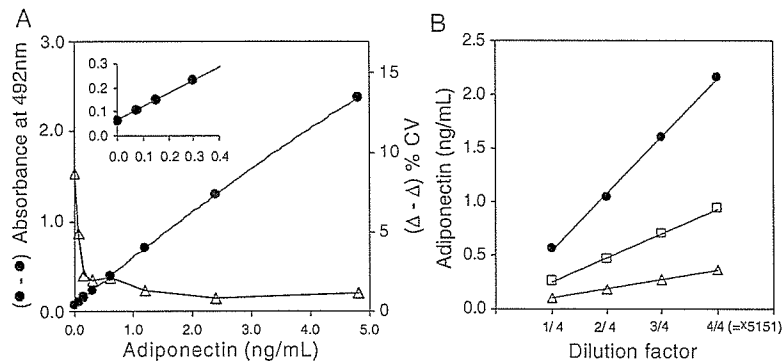 A
(● - ●) Absorbance at 492nm
3.0
2.0
1.0
0.0
0.3
0.2
0.1
0.0
0.0 0.1 0.2 0.3 0.4
15
10
5
0
(Δ - Δ) % CV
0.0 1.0 2.0 3.0 4.0 5.0
Adiponectin (ng/mL)
B
Adiponectin (ng/mL)
2.5
2.0
1.5
1.0
0.5
0.0
1/4 2/4 3/4 4/4 (=x5151)
Dilution factor